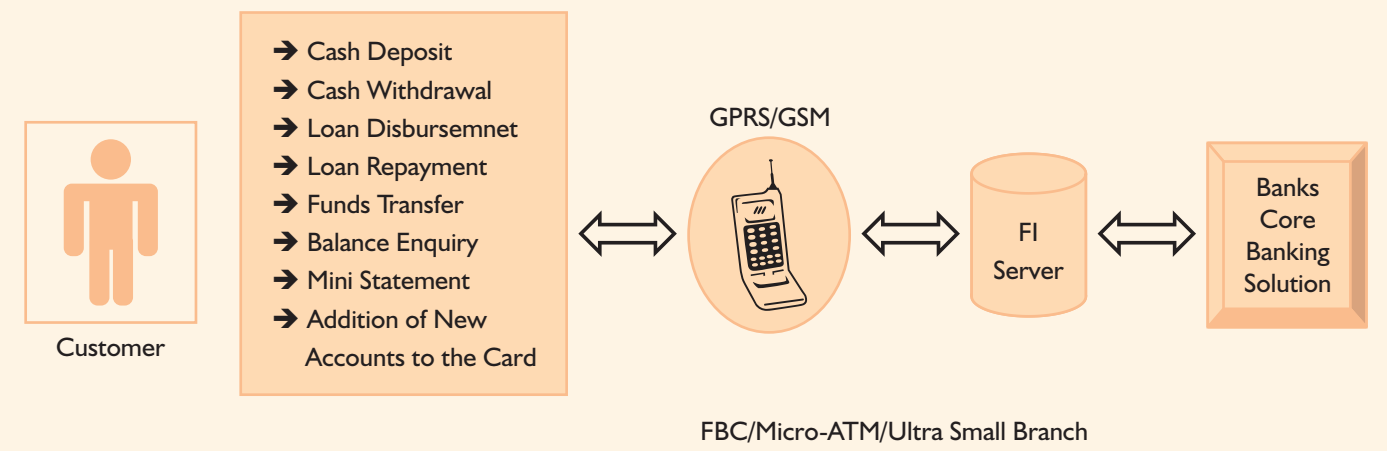 Customer
➔ Cash Deposit
➔ Cash Withdrawal
➔ Loan Disbursemnet
➔ Loan Repayment
➔ Funds Transfer
➔ Balance Enquiry
➔ Mini Statement
➔ Addition of New
Accounts to the Card
GPRS/GSM
FI
Server
Banks
Core
Banking
Solution
FBC/Micro-ATM/Ultra Small Branch